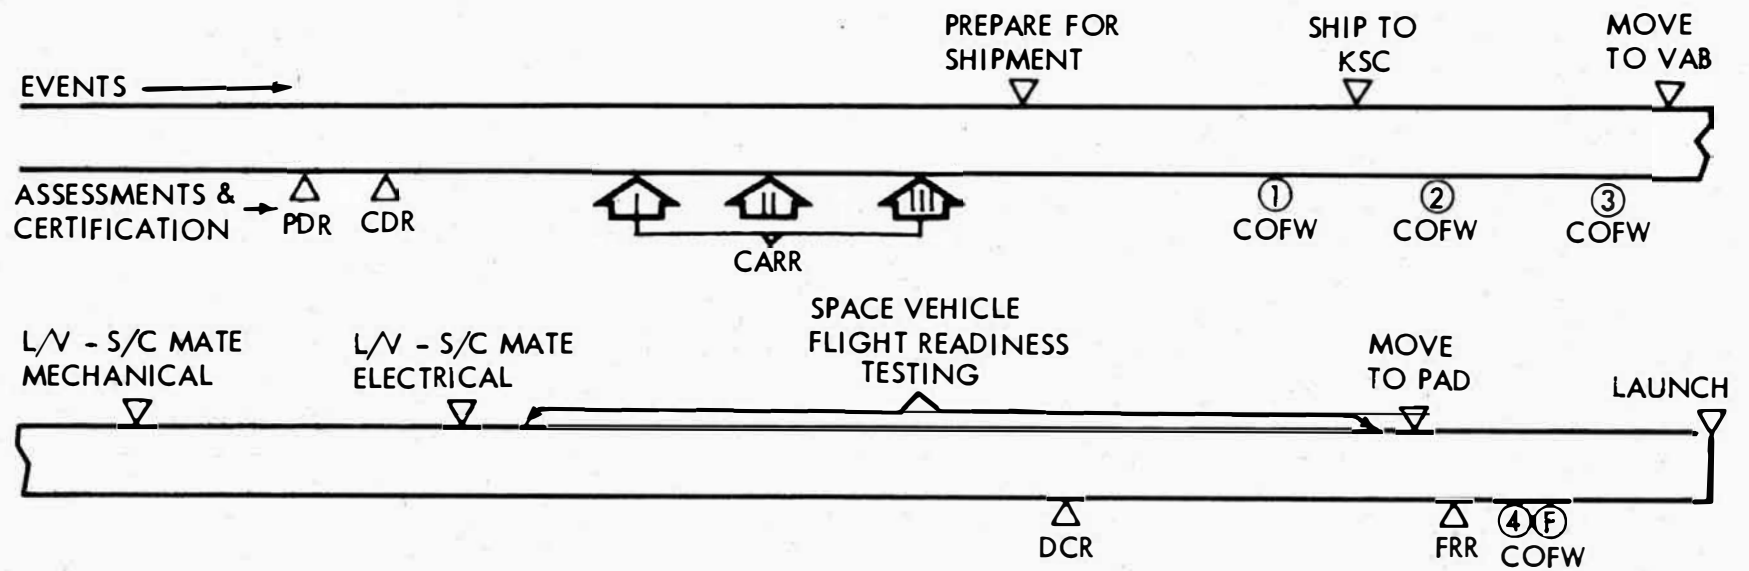 PREPARE FOR
SHIPMENT
SHIP TO
KSC
MOVE
TO VAB
EVENTS
ASSESSMENTS &
CERTIFICATION
PDR
CDR
I
II
III
CARR
1
COFW
2
COFW
3
COFW
L/V - S/C MATE
MECHANICAL
L/V - S/C MATE
ELECTRICAL
SPACE VEHICLE
FLIGHT READINESS
TESTING
MOVE
TO PAD
LAUNCH
DCR
FRR
4 F
COFW